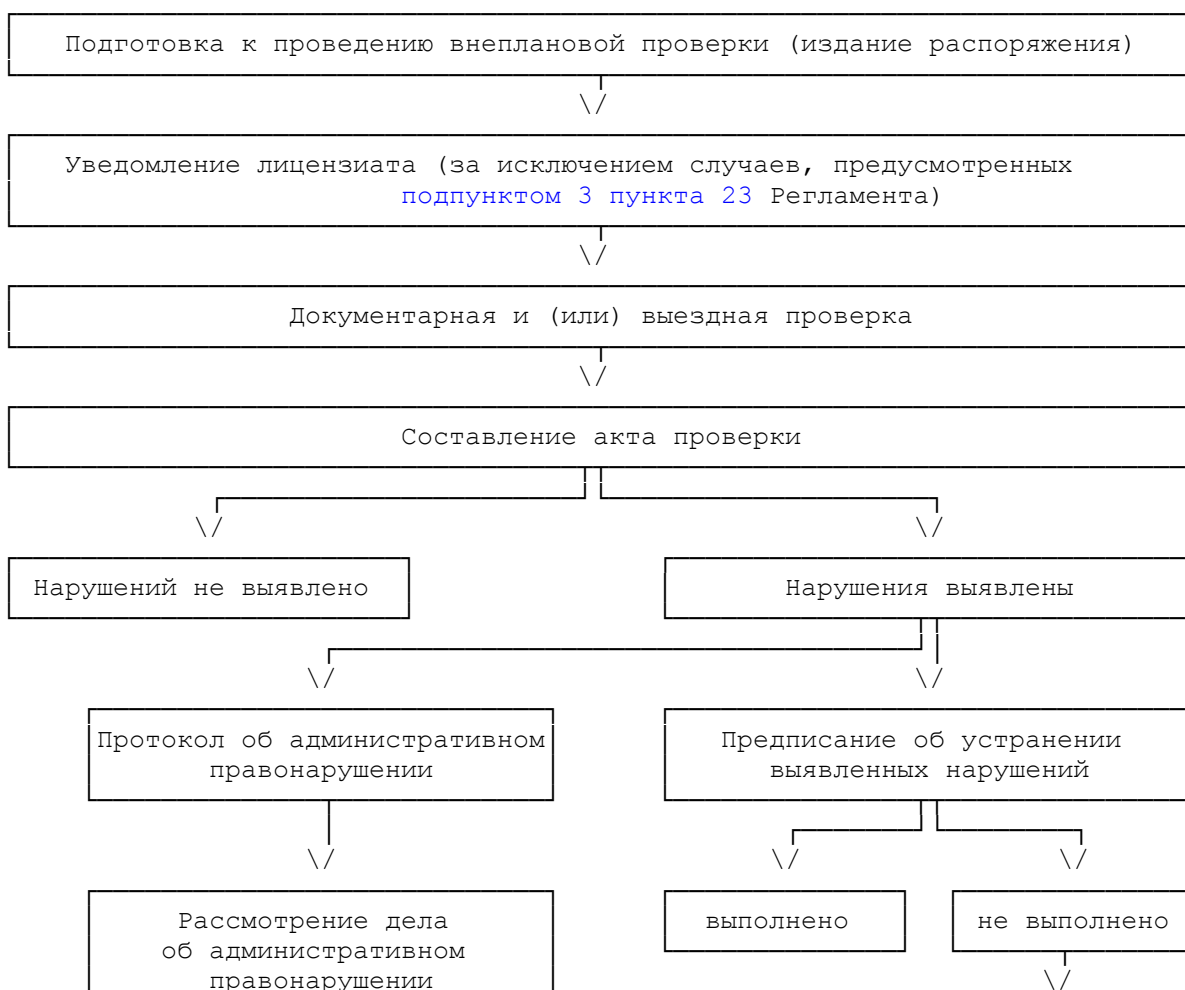 Подготовка к проведению внеплановой проверки (издание распоряжения)
Уведомление лицензиата (за исключением случаев, предусмотренных
подпунктом 3 пункта 23 Регламента)
Документарная и (или) выездная проверка
Составление акта проверки
Нарушений не выявлено
Нарушения выявлены
Протокол об административном
правонарушении
Предписание об устранении
выявленных нарушений
Рассмотрение дела
об административном
правонарушении
выполнено
не выполнено